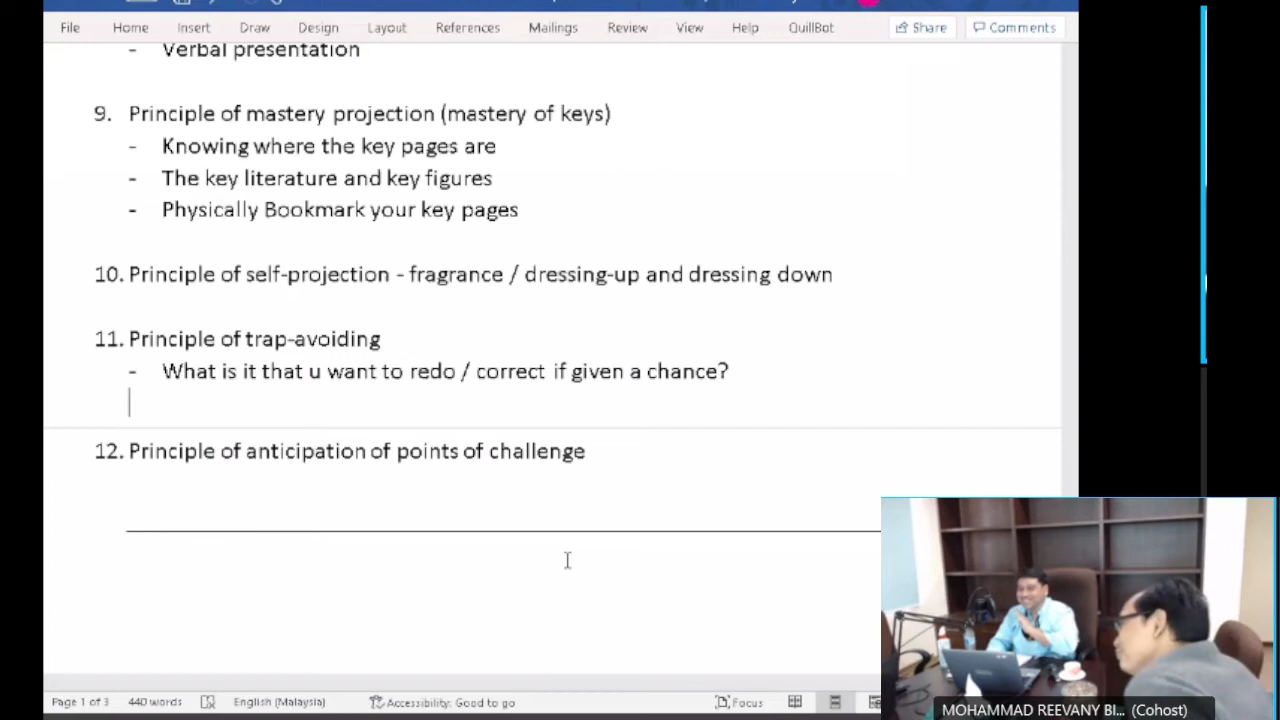 File Home Insert Draw Design Layout References Mailings Review View Help QuillBot Share Comments
- Verbal presentation
9. Principle of mastery projection (mastery of keys)
- Knowing where the key pages are
- The key literature and key figures
- Physically Bookmark your key pages
10. Principle of self-projection - fragrance / dressing-up and dressing down
11. Principle of trap-avoiding
- What is it that u want to redo / correct if given a chance?
12. Principle of anticipation of points of challenge
Page 1 of 3 440 words English (Malaysia) Accessibility: Good to go Focus
MOHAMMAD REEVANY BI... (Cohost)